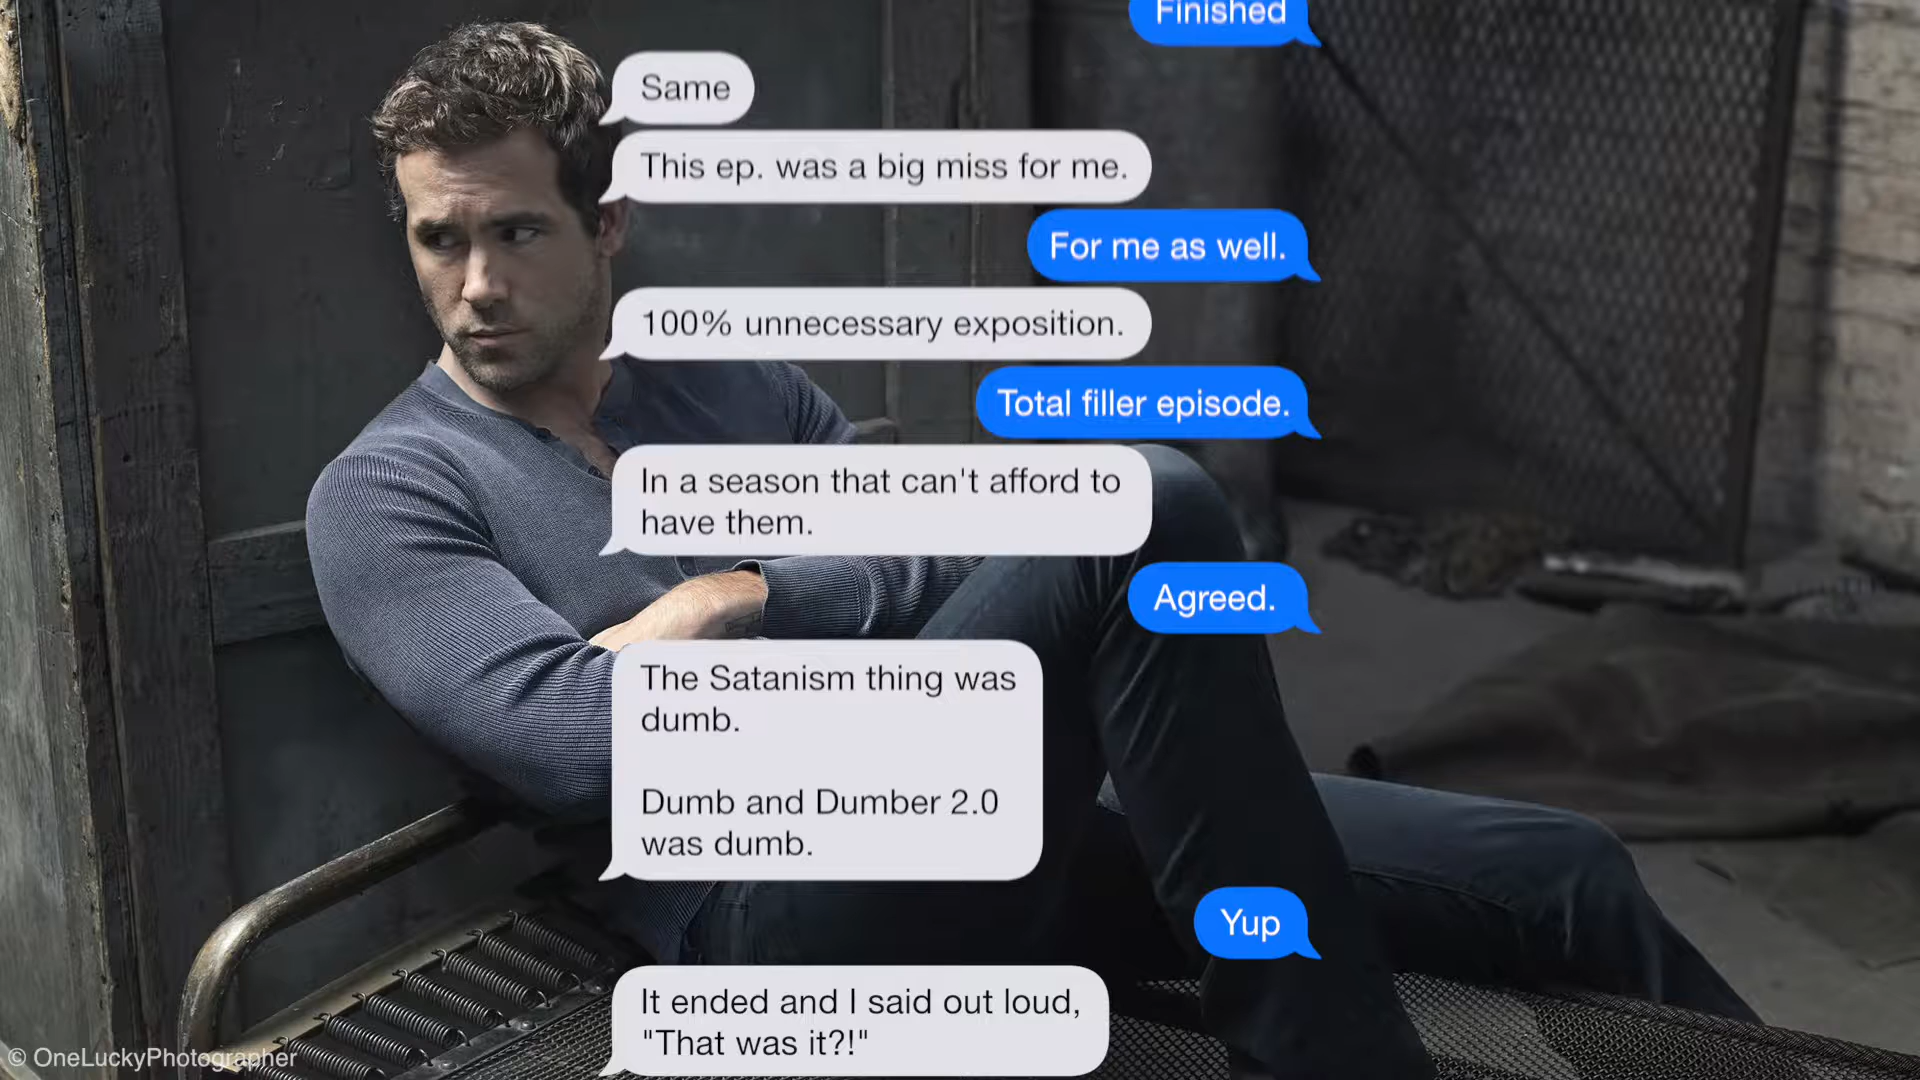 Finished
Same
This ep. was a big miss for me.
For me as well.
100% unnecessary exposition.
Total filler episode.
In a season that can't afford to
have them.
Agreed.
The Satanism thing was
dumb.
Dumb and Dumber 2.0
was dumb.
Yup
It ended and I said out loud,
"That was it?!"
© OneLuckyPhotographer